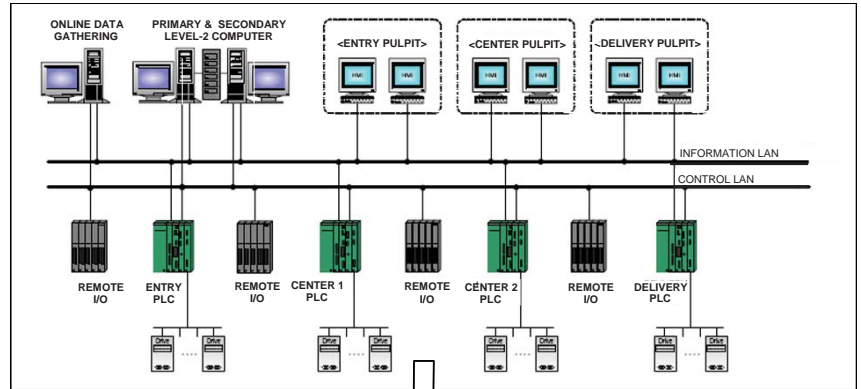 ONLINE DATA
GATHERING
PRIMARY & SECONDARY
LEVEL-2 COMPUTER
<ENTRY PULPIT>
<CENTER PULPIT>
<DELIVERY PULPIT>
HMI
HMI
HMI
HMI
HMI
HMI
INFORMATION LAN
CONTROL LAN
REMOTE
I/O
ENTRY
PLC
REMOTE
I/O
CENTER 1
PLC
REMOTE
I/O
CENTER 2
PLC
REMOTE
I/O
DELIVERY
PLC
Drive
....
Drive
Drive
....
Drive
Drive
....
Drive
Drive
....
Drive